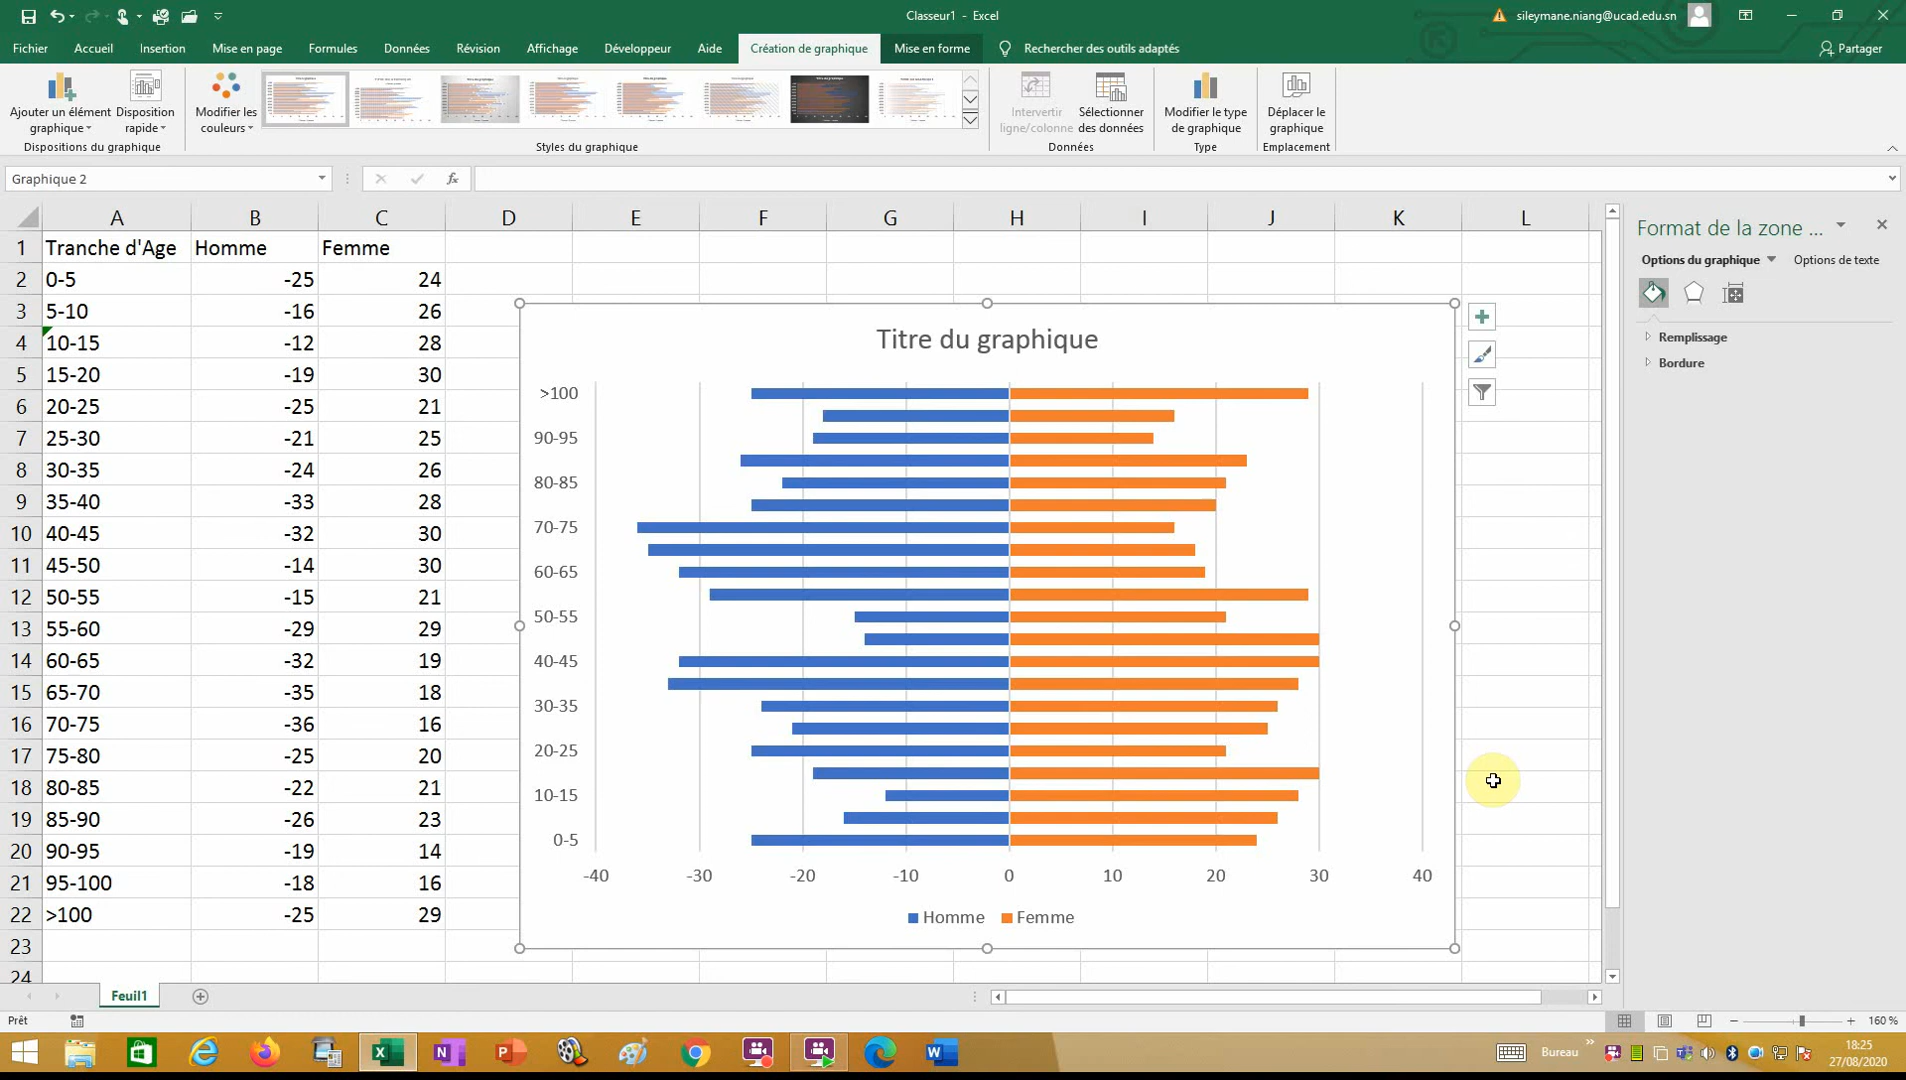 Classeur1 - Excel
sileymane.niang@ucad.edu.sn
Fichier Accueil Insertion Mise en page Formules Données Révision Affichage Développeur Aide Création de graphique Mise en forme Rechercher des outils adaptés Partager
Ajouter un élément graphique
Disposition rapide
Modifier les couleurs
Intervertir ligne/colonne
Sélectionner des données
Modifier le type de graphique
Déplacer le graphique
Dispositions du graphique Styles du graphique Données Type Emplacement
Graphique 2
fx
A B C D E F G H I J K L
1 Tranche d'Age Homme Femme
2 0-5 -25 24
3 5-10 -16 26
4 10-15 -12 28
5 15-20 -19 30
6 20-25 -25 21
7 25-30 -21 25
8 30-35 -24 26
9 35-40 -33 28
10 40-45 -32 30
11 45-50 -14 30
12 50-55 -15 21
13 55-60 -29 29
14 60-65 -32 19
15 65-70 -35 18
16 70-75 -36 16
17 75-80 -25 20
18 80-85 -22 21
19 85-90 -26 23
20 90-95 -19 14
21 95-100 -18 16
22 >100 -25 29
23
24
Titre du graphique
>100
90-95
80-85
70-75
60-65
50-55
40-45
30-35
20-25
10-15
0-5
-40 -30 -20 -10 0 10 20 30 40
Homme Femme
Format de la zone ...
Options du graphique Options de texte
Remplissage
Bordure
Feuil1
Prêt
160 %
Bureau
18:25
27/08/2020